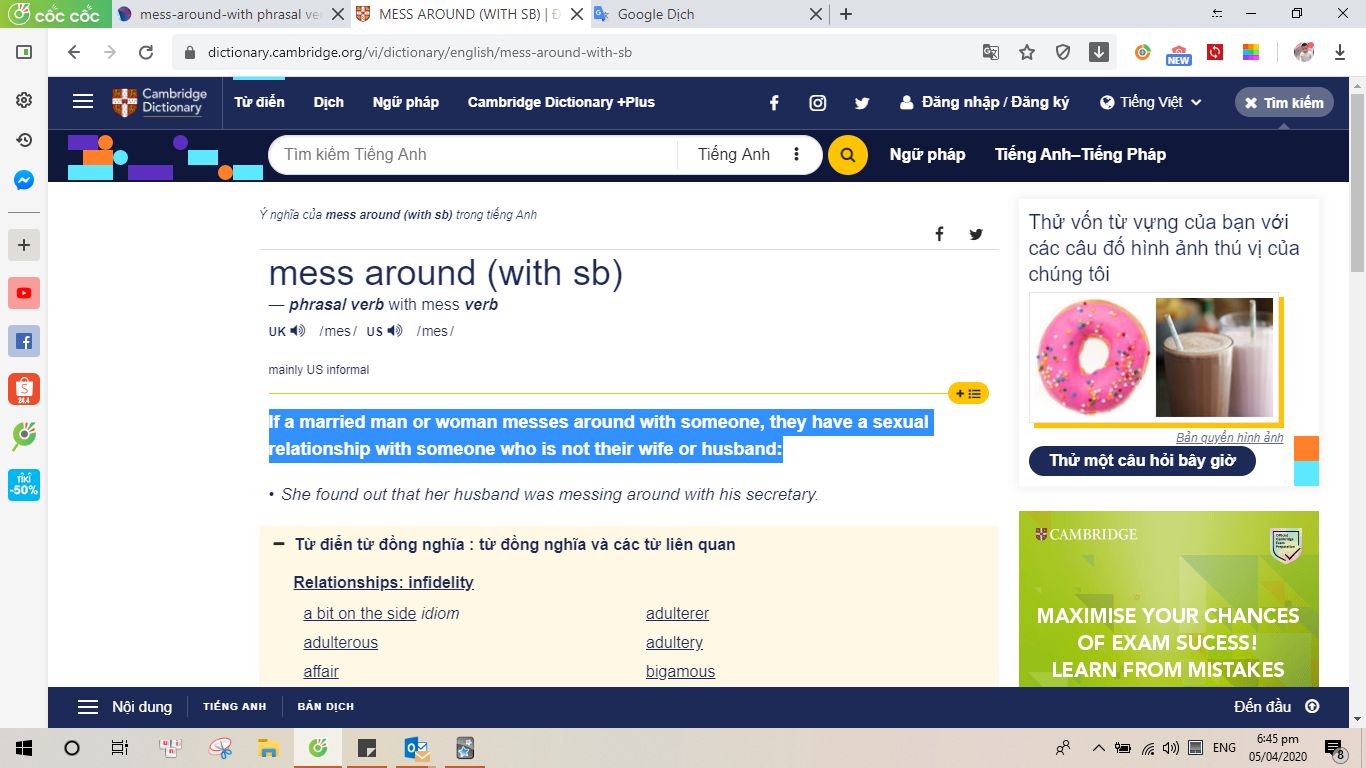 cốc cốc
mess-around-with phrasal ve
MESS AROUND (WITH SB) | Đ
Google Dịch
dictionary.cambridge.org/vi/dictionary/english/mess-around-with-sb
NEW
Cambridge
Dictionary
Từ điển
Dịch
Ngữ pháp
Cambridge Dictionary +Plus
Đăng nhập / Đăng ký
Tiếng Việt
Tìm kiếm
Tìm kiếm Tiếng Anh
Tiếng Anh
Ngữ pháp
Tiếng Anh–Tiếng Pháp
Ý nghĩa của mess around (with sb) trong tiếng Anh
mess around (with sb)
— phrasal verb with mess verb
UK /mes/ US /mes/
mainly US informal
If a married man or woman messes around with someone, they have a sexual
relationship with someone who is not their wife or husband:
• She found out that her husband was messing around with his secretary.
Từ điển từ đồng nghĩa : từ đồng nghĩa và các từ liên quan
Relationships: infidelity
a bit on the side idiom
adulterer
adulterous
adultery
affair
bigamous
Thử vốn từ vựng của bạn với
các câu đố hình ảnh thú vị của
chúng tôi
Bản quyền hình ảnh
Thử một câu hỏi bây giờ
CAMBRIDGE
MAXIMISE YOUR CHANCES
OF EXAM SUCESS!
LEARN FROM MISTAKES
S
24.4
TIKI
-50%
Nội dung
TIẾNG ANH
BẢN DỊCH
Đến đầu
ENG
6:45 pm
05/04/2020
8